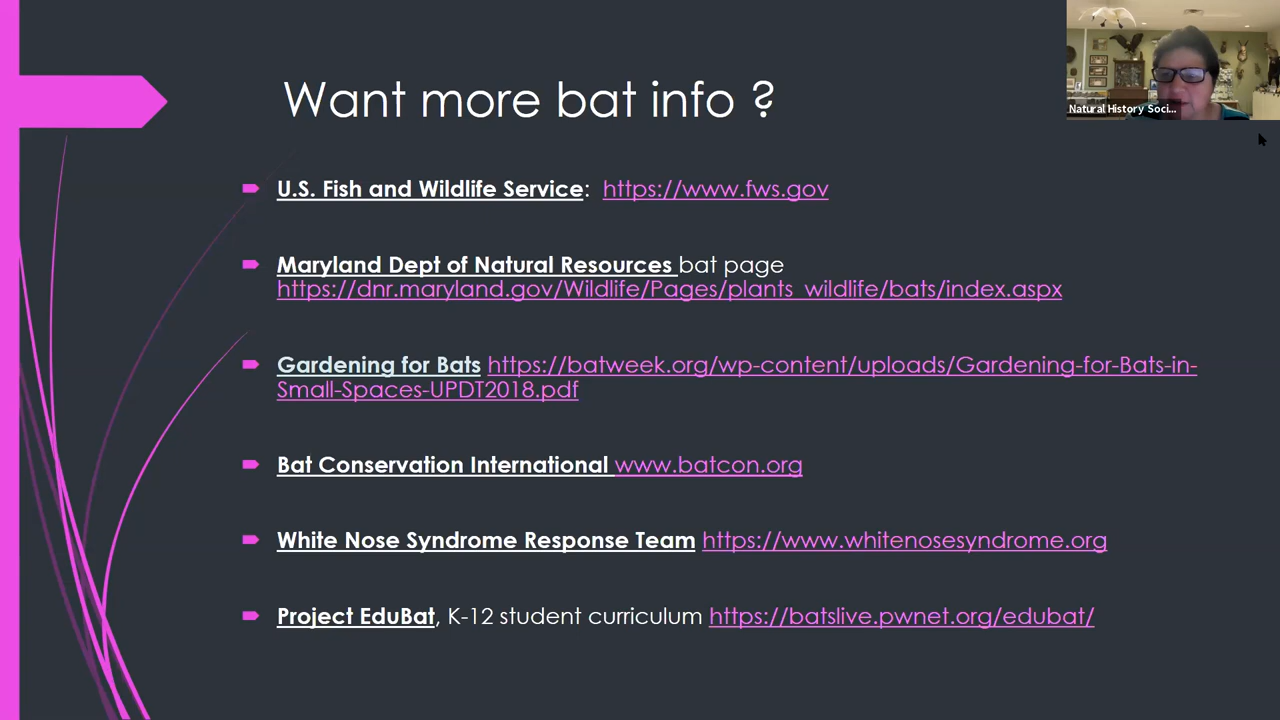 Want more bat info ?
Natural History Soci...
U.S. Fish and Wildlife Service: https://www.fws.gov
Maryland Dept of Natural Resources bat page
https://dnr.maryland.gov/Wildlife/Pages/plants_wildlife/bats/index.aspx
Gardening for Bats https://batweek.org/wp-content/uploads/Gardening-for-Bats-in-
Small-Spaces-UPDT2018.pdf
Bat Conservation International www.batcon.org
White Nose Syndrome Response Team https://www.whitenosesyndrome.org
Project EduBat, K-12 student curriculum https://batslive.pwnet.org/edubat/